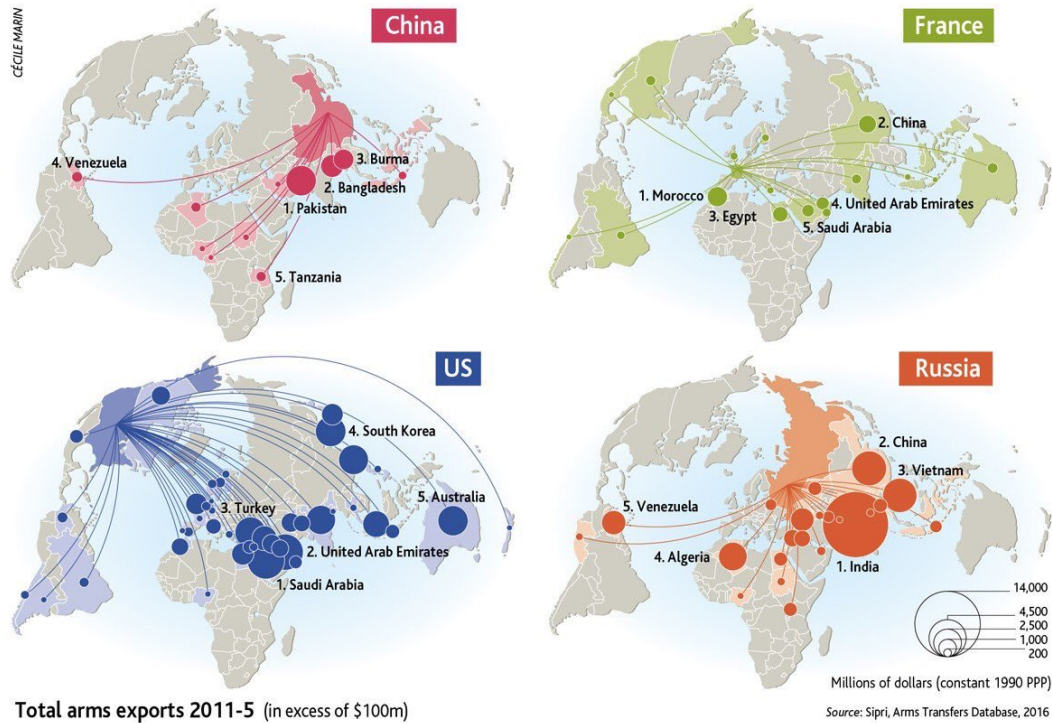 CÉCILE MARIN
China
4. Venezuela
3. Burma
2. Bangladesh
1. Pakistan
5. Tanzania
France
2. China
1. Morocco
3. Egypt
4. United Arab Emirates
5. Saudi Arabia
US
4. South Korea
5. Australia
3. Turkey
2. United Arab Emirates
1. Saudi Arabia
Russia
2. China
3. Vietnam
5. Venezuela
4. Algeria
1. India
14,000
4,500
2,500
1,000
200
Millions of dollars (constant 1990 PPP)
Total arms exports 2011-5 (in excess of $100m)
Source: Sipri, Arms Transfers Database, 2016